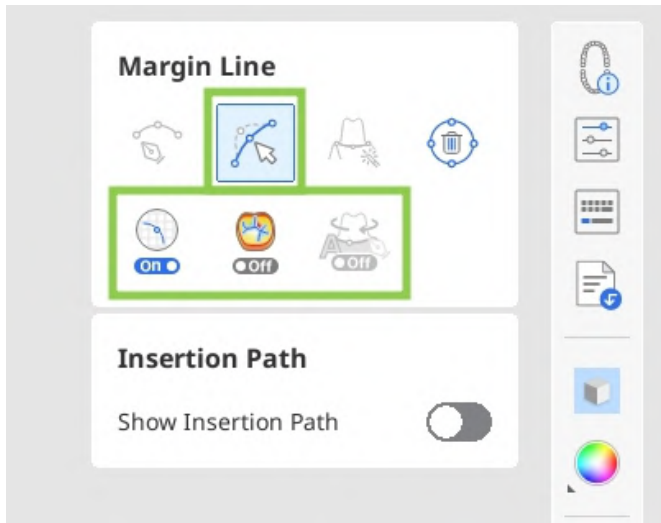 Margin Line
On
Off
Off
Insertion Path
Show Insertion Path